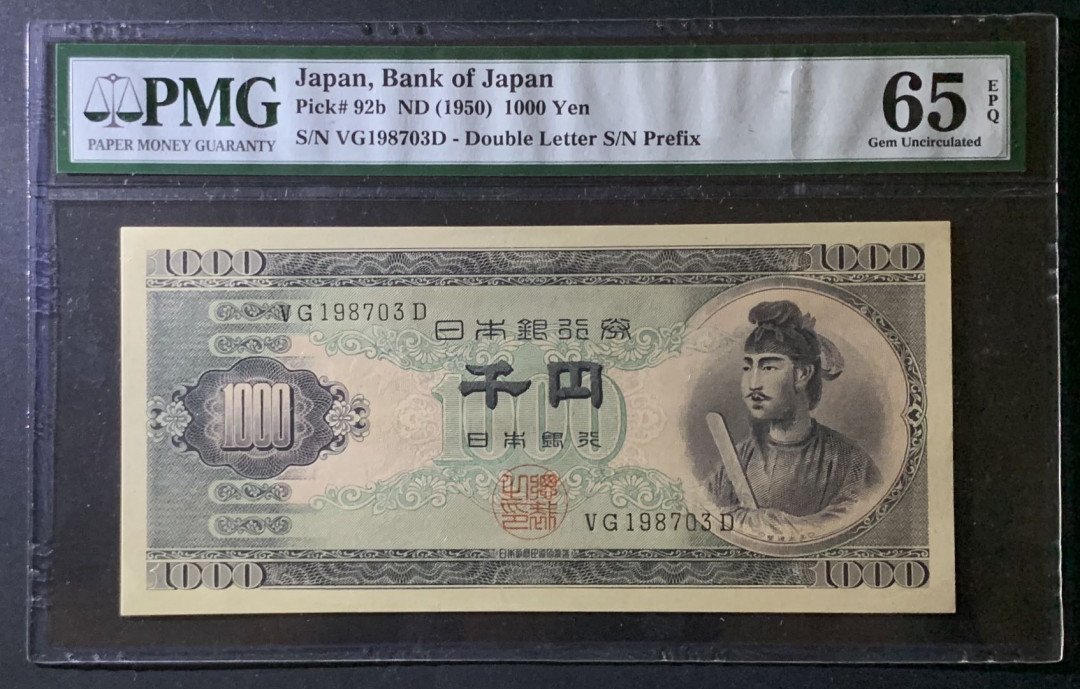 PMG
PAPER MONEY GUARANTY
Japan, Bank of Japan
Pick# 92b ND (1950) 1000 Yen
S/N VG198703D - Double Letter S/N Prefix
65 EPQ
Gem Uncirculated
1000 1000
VG198703D
日本銀行券
千円
1000
1000
日本銀行
VG198703D
1000 1000